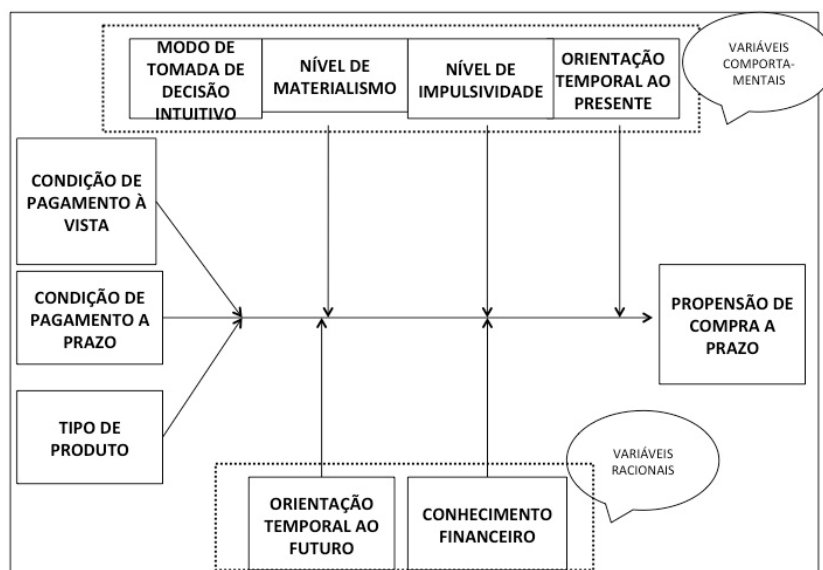 MODO DE
TOMADA DE
DECISÃO
INTUITIVO
NÍVEL DE
MATERIALISMO
NÍVEL DE
IMPULSIVIDADE
ORIENTAÇÃO
TEMPORAL AO
PRESENTE
VARIÁVEIS
COMPORTA-
MENTAIS
CONDIÇÃO DE
PAGAMENTO À
VISTA
CONDIÇÃO DE
PAGAMENTO A
PRAZO
PROPENSÃO DE
COMPRA A
PRAZO
TIPO DE
PRODUTO
VARIÁVEIS
RACIONAIS
ORIENTAÇÃO
TEMPORAL AO
FUTURO
CONHECIMENTO
FINANCEIRO